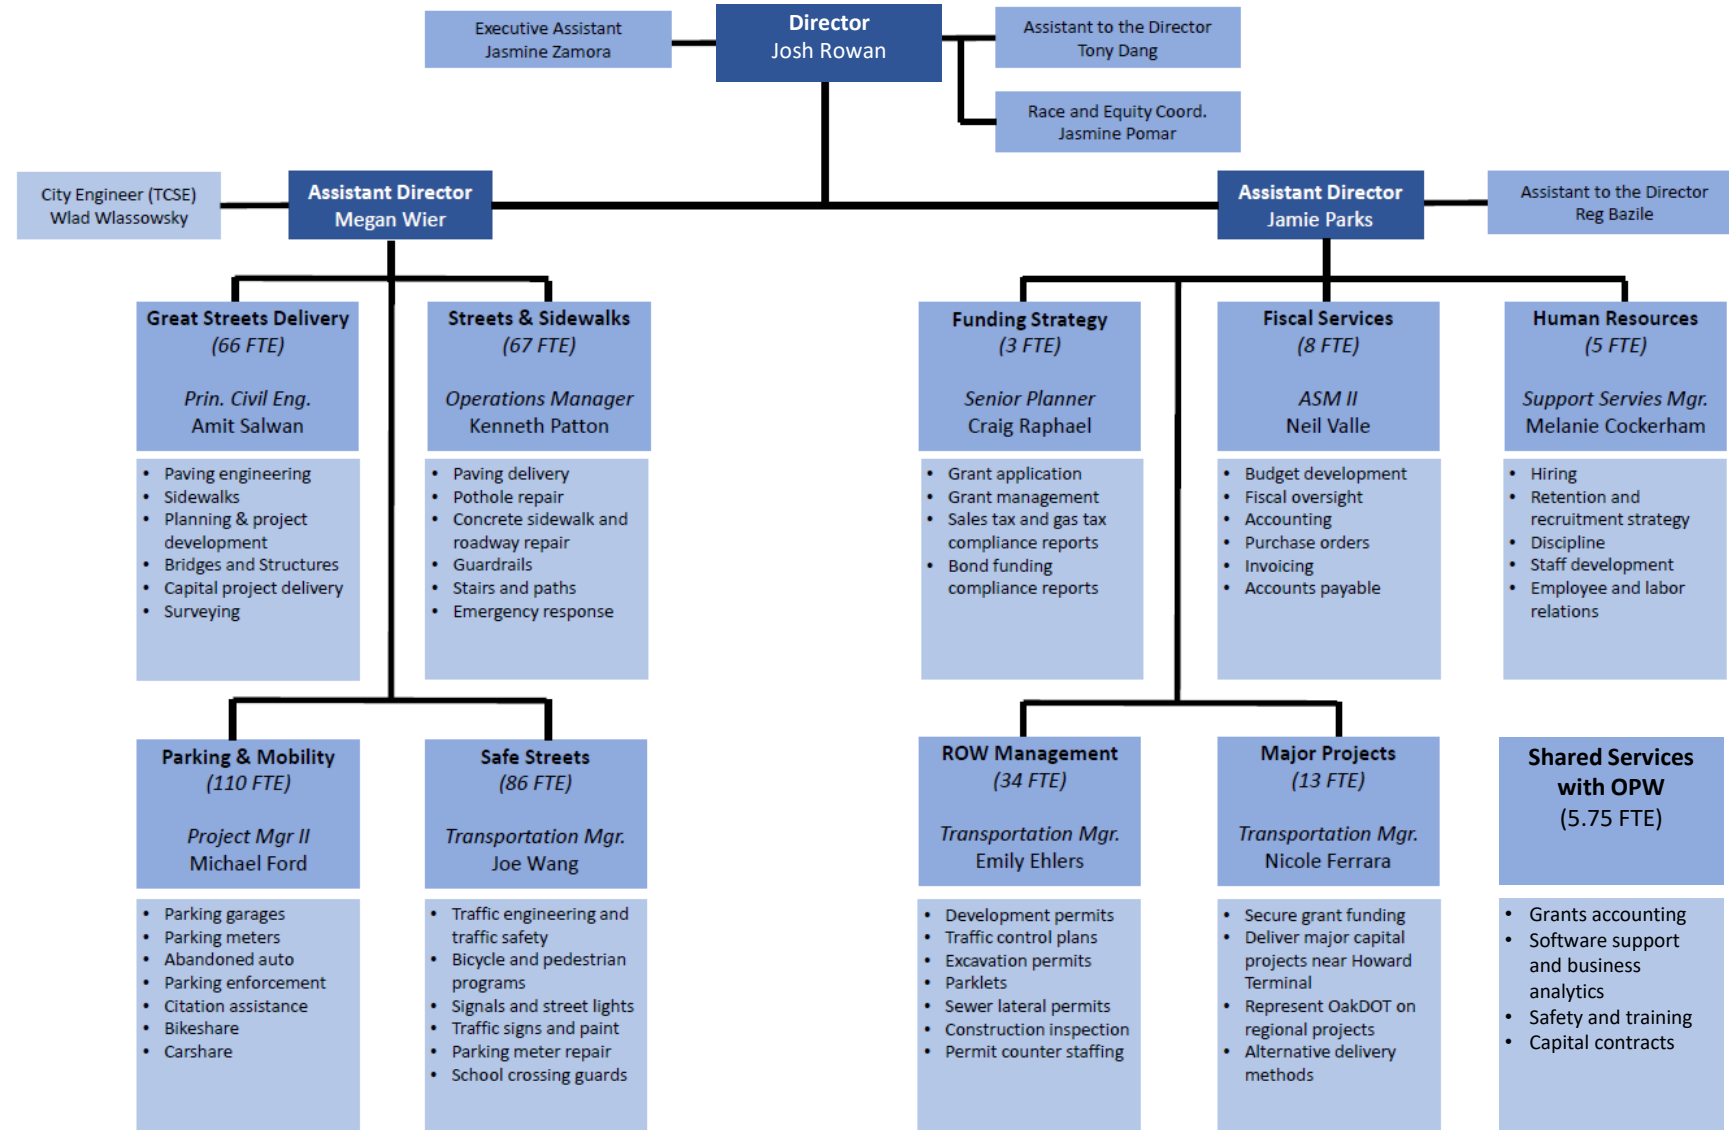 Director
Josh Rowan
Executive Assistant
Jasmine Zamora
Assistant to the Director
Tony Dang
Race and Equity Coord.
Jasmine Pomar
City Engineer (TCSE)
Wlad Wlassowsky
Assistant Director
Megan Wier
Assistant Director
Jamie Parks
Assistant to the Director
Reg Bazile
Great Streets Delivery
(66 FTE)
Prin. Civil Eng.
Amit Salwan
• Paving engineering
• Sidewalks
• Planning & project
development
• Bridges and Structures
• Capital project delivery
• Surveying
Streets & Sidewalks
(67 FTE)
Operations Manager
Kenneth Patton
• Paving delivery
• Pothole repair
• Concrete sidewalk and
roadway repair
• Guardrails
• Stairs and paths
• Emergency response
Funding Strategy
(3 FTE)
Senior Planner
Craig Raphael
• Grant application
• Grant management
• Sales tax and gas tax
compliance reports
• Bond funding
compliance reports
Fiscal Services
(8 FTE)
ASM II
Neil Valle
• Budget development
• Fiscal oversight
• Accounting
• Purchase orders
• Invoicing
• Accounts payable
Human Resources
(5 FTE)
Support Servies Mgr.
Melanie Cockerham
• Hiring
• Retention and
recruitment strategy
• Discipline
• Staff development
• Employee and labor
relations
Parking & Mobility
(110 FTE)
Project Mgr II
Michael Ford
• Parking garages
• Parking meters
• Abandoned auto
• Parking enforcement
• Citation assistance
• Bikeshare
• Carshare
Safe Streets
(86 FTE)
Transportation Mgr.
Joe Wang
• Traffic engineering and
traffic safety
• Bicycle and pedestrian
programs
• Signals and street lights
• Traffic signs and paint
• Parking meter repair
• School crossing guards
ROW Management
(34 FTE)
Transportation Mgr.
Emily Ehlers
• Development permits
• Traffic control plans
• Excavation permits
• Parklets
• Sewer lateral permits
• Construction inspection
• Permit counter staffing
Major Projects
(13 FTE)
Transportation Mgr.
Nicole Ferrara
• Secure grant funding
• Deliver major capital
projects near Howard
Terminal
• Represent OakDOT on
regional projects
• Alternative delivery
methods
Shared Services
with OPW
(5.75 FTE)
• Grants accounting
• Software support
and business
analytics
• Safety and training
• Capital contracts